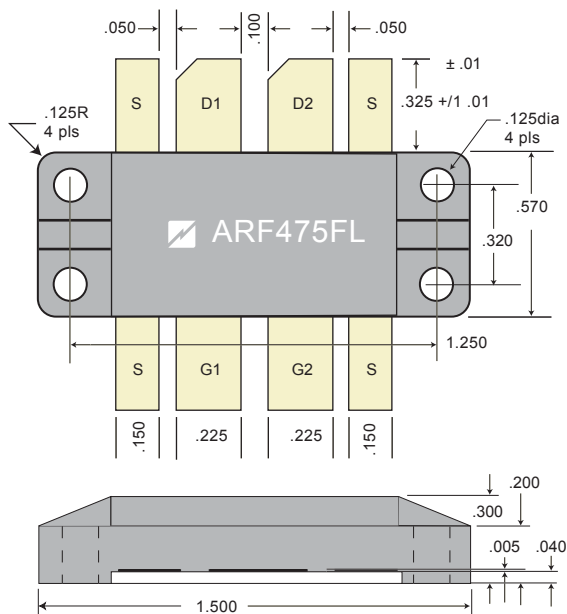 .050 .100 .050
± .01
S D1 D2 S
.325 +/1 .01
.125R
4 pls
.125dia
4 pls
ARF475FL
.570
.320
1.250
S G1 G2 S
.150 .225 .225 .150
.200
.300
.005 .040
1.500